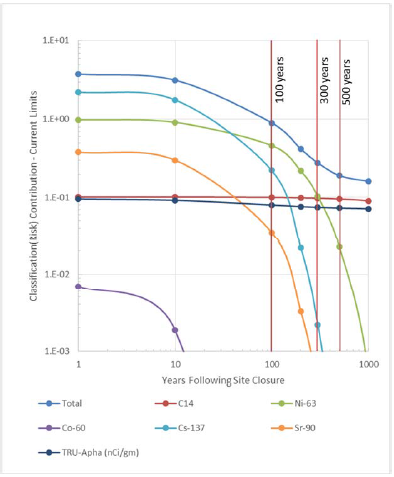 1.E+01
1.E+00
1.E-01
1.E-02
1.E-03
Classification(Risk) Contribution - Current Limits
100 years
300 years
500 years
1 10 100 1000
Years Following Site Closure
Total C14 Ni-63
Co-60 Cs-137 Sr-90
TRU-Apha (nCi/gm)